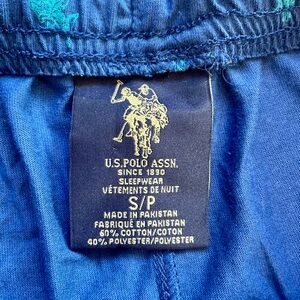 U.S. POLO ASSN.
SINCE 1890
SLEEPWEAR
VÊTEMENTS DE NUIT
S/P
MADE IN PAKISTAN
FABRIQUÉ EN PAKISTAN
60% COTTON/COTON
40% POLYESTER/POLYESTER